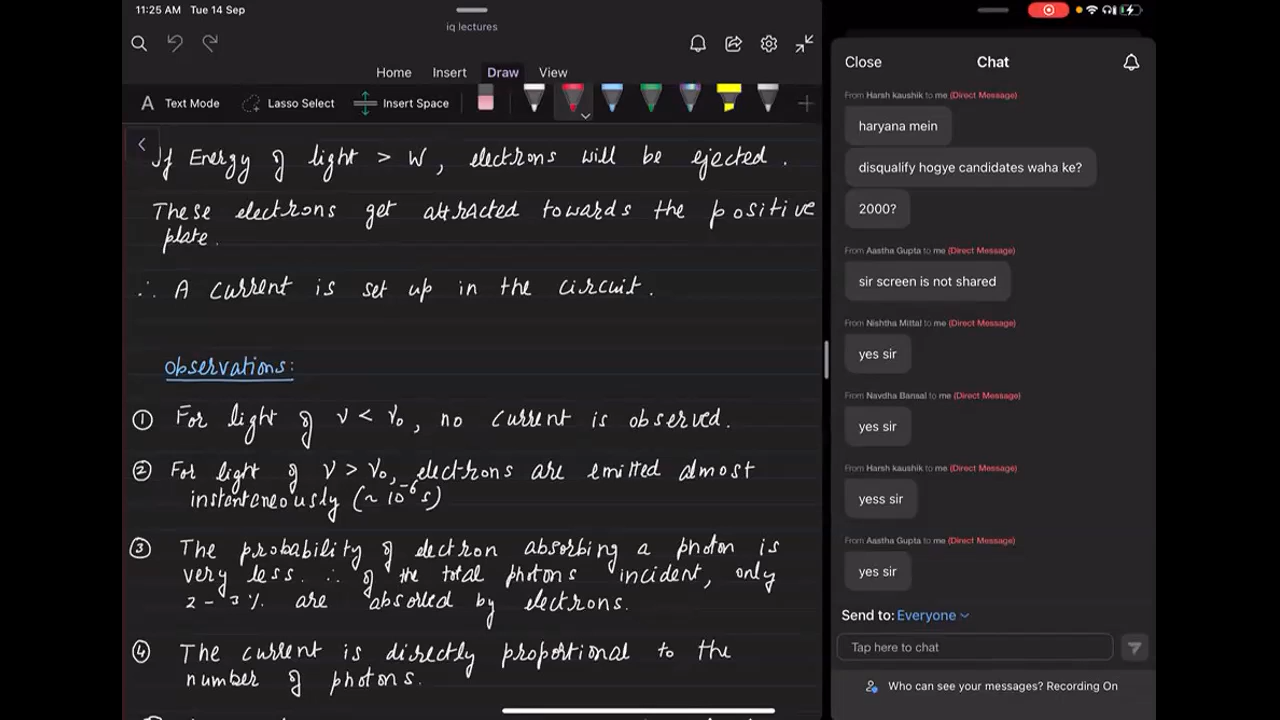 11:25 AM Tue 14 Sep
iq lectures
Home Insert Draw View
A Text Mode Lasso Select Insert Space
If Energy of light > W, electrons will be ejected.
These electrons get attracted towards the positive
plate.
∴ A current is set up in the circuit.
Observations:
① For light of ν < ν₀, no current is observed.
② For light of ν > ν₀, electrons are emitted almost
instantaneously (~ 10⁻⁶ s)
③ The probability of electron absorbing a photon is
very less. ∴ of the total photons incident, only
2 - 3 % are absorbed by electrons.
④ The current is directly proportional to the
number of photons.
Close Chat
From Harsh kaushik to me (Direct Message)
haryana mein
disqualify hogye candidates waha ke?
2000?
From Aastha Gupta to me (Direct Message)
sir screen is not shared
From Nishtha Mittal to me (Direct Message)
yes sir
From Navdha Bansal to me (Direct Message)
yes sir
From Harsh kaushik to me (Direct Message)
yess sir
From Aastha Gupta to me (Direct Message)
yes sir
Send to: Everyone
Tap here to chat
Who can see your messages? Recording On